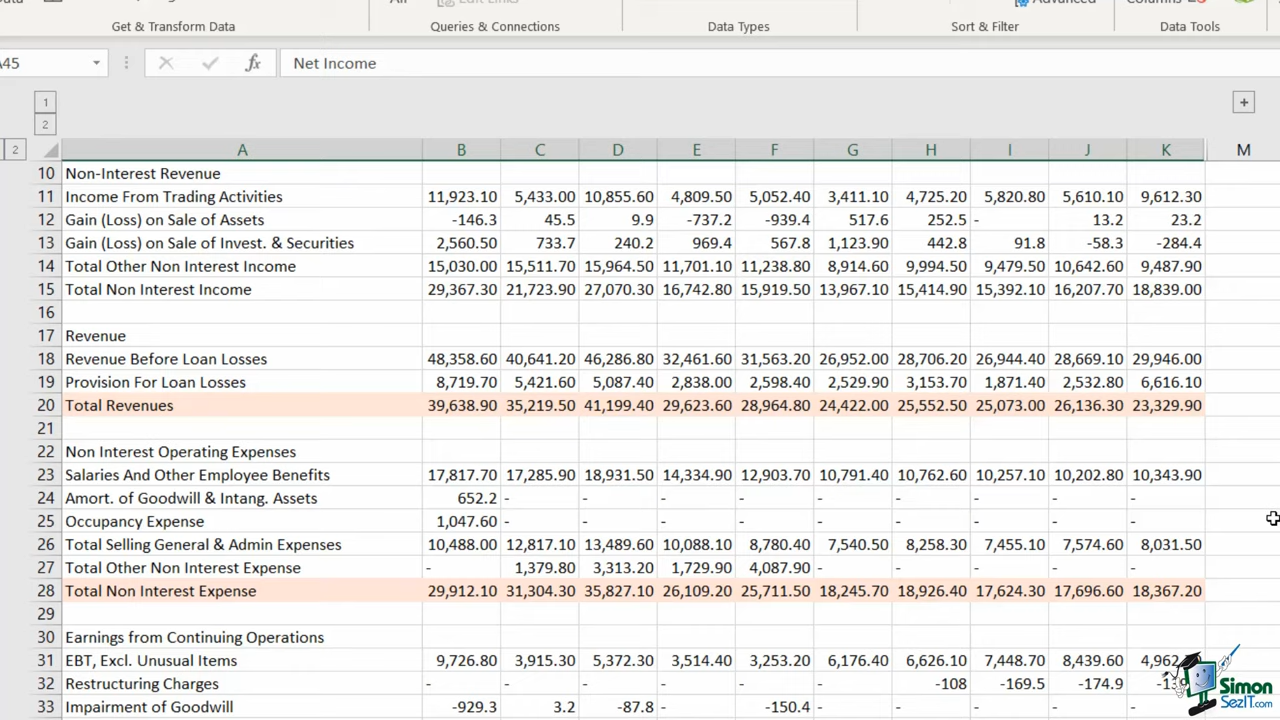 Get & Transform Data Queries & Connections Data Types Sort & Filter Data Tools
Net Income
1
2
2 A B C D E F G H I J K M
10 Non-Interest Revenue
11 Income From Trading Activities 11,923.10 5,433.00 10,855.60 4,809.50 5,052.40 3,411.10 4,725.20 5,820.80 5,610.10 9,612.30
12 Gain (Loss) on Sale of Assets -146.3 45.5 9.9 -737.2 -939.4 517.6 252.5 - 13.2 23.2
13 Gain (Loss) on Sale of Invest. & Securities 2,560.50 733.7 240.2 969.4 567.8 1,123.90 442.8 91.8 -58.3 -284.4
14 Total Other Non Interest Income 15,030.00 15,511.70 15,964.50 11,701.10 11,238.80 8,914.60 9,994.50 9,479.50 10,642.60 9,487.90
15 Total Non Interest Income 29,367.30 21,723.90 27,070.30 16,742.80 15,919.50 13,967.10 15,414.90 15,392.10 16,207.70 18,839.00
16
17 Revenue
18 Revenue Before Loan Losses 48,358.60 40,641.20 46,286.80 32,461.60 31,563.20 26,952.00 28,706.20 26,944.40 28,669.10 29,946.00
19 Provision For Loan Losses 8,719.70 5,421.60 5,087.40 2,838.00 2,598.40 2,529.90 3,153.70 1,871.40 2,532.80 6,616.10
20 Total Revenues 39,638.90 35,219.50 41,199.40 29,623.60 28,964.80 24,422.00 25,552.50 25,073.00 26,136.30 23,329.90
21
22 Non Interest Operating Expenses
23 Salaries And Other Employee Benefits 17,817.70 17,285.90 18,931.50 14,334.90 12,903.70 10,791.40 10,762.60 10,257.10 10,202.80 10,343.90
24 Amort. of Goodwill & Intang. Assets 652.2 - - - - - - - - -
25 Occupancy Expense 1,047.60 - - - - - - - - -
26 Total Selling General & Admin Expenses 10,488.00 12,817.10 13,489.60 10,088.10 8,780.40 7,540.50 8,258.30 7,455.10 7,574.60 8,031.50
27 Total Other Non Interest Expense - 1,379.80 3,313.20 1,729.90 4,087.90 - - - - -
28 Total Non Interest Expense 29,912.10 31,304.30 35,827.10 26,109.20 25,711.50 18,245.70 18,926.40 17,624.30 17,696.60 18,367.20
29
30 Earnings from Continuing Operations
31 EBT, Excl. Unusual Items 9,726.80 3,915.30 5,372.30 3,514.40 3,253.20 6,176.40 6,626.10 7,448.70 8,439.60
32 Restructuring Charges - - - - - - -108 -169.5 -174.9
33 Impairment of Goodwill -929.3 3.2 -87.8 - -150.4 - - - - -
Simon
SezIT.com